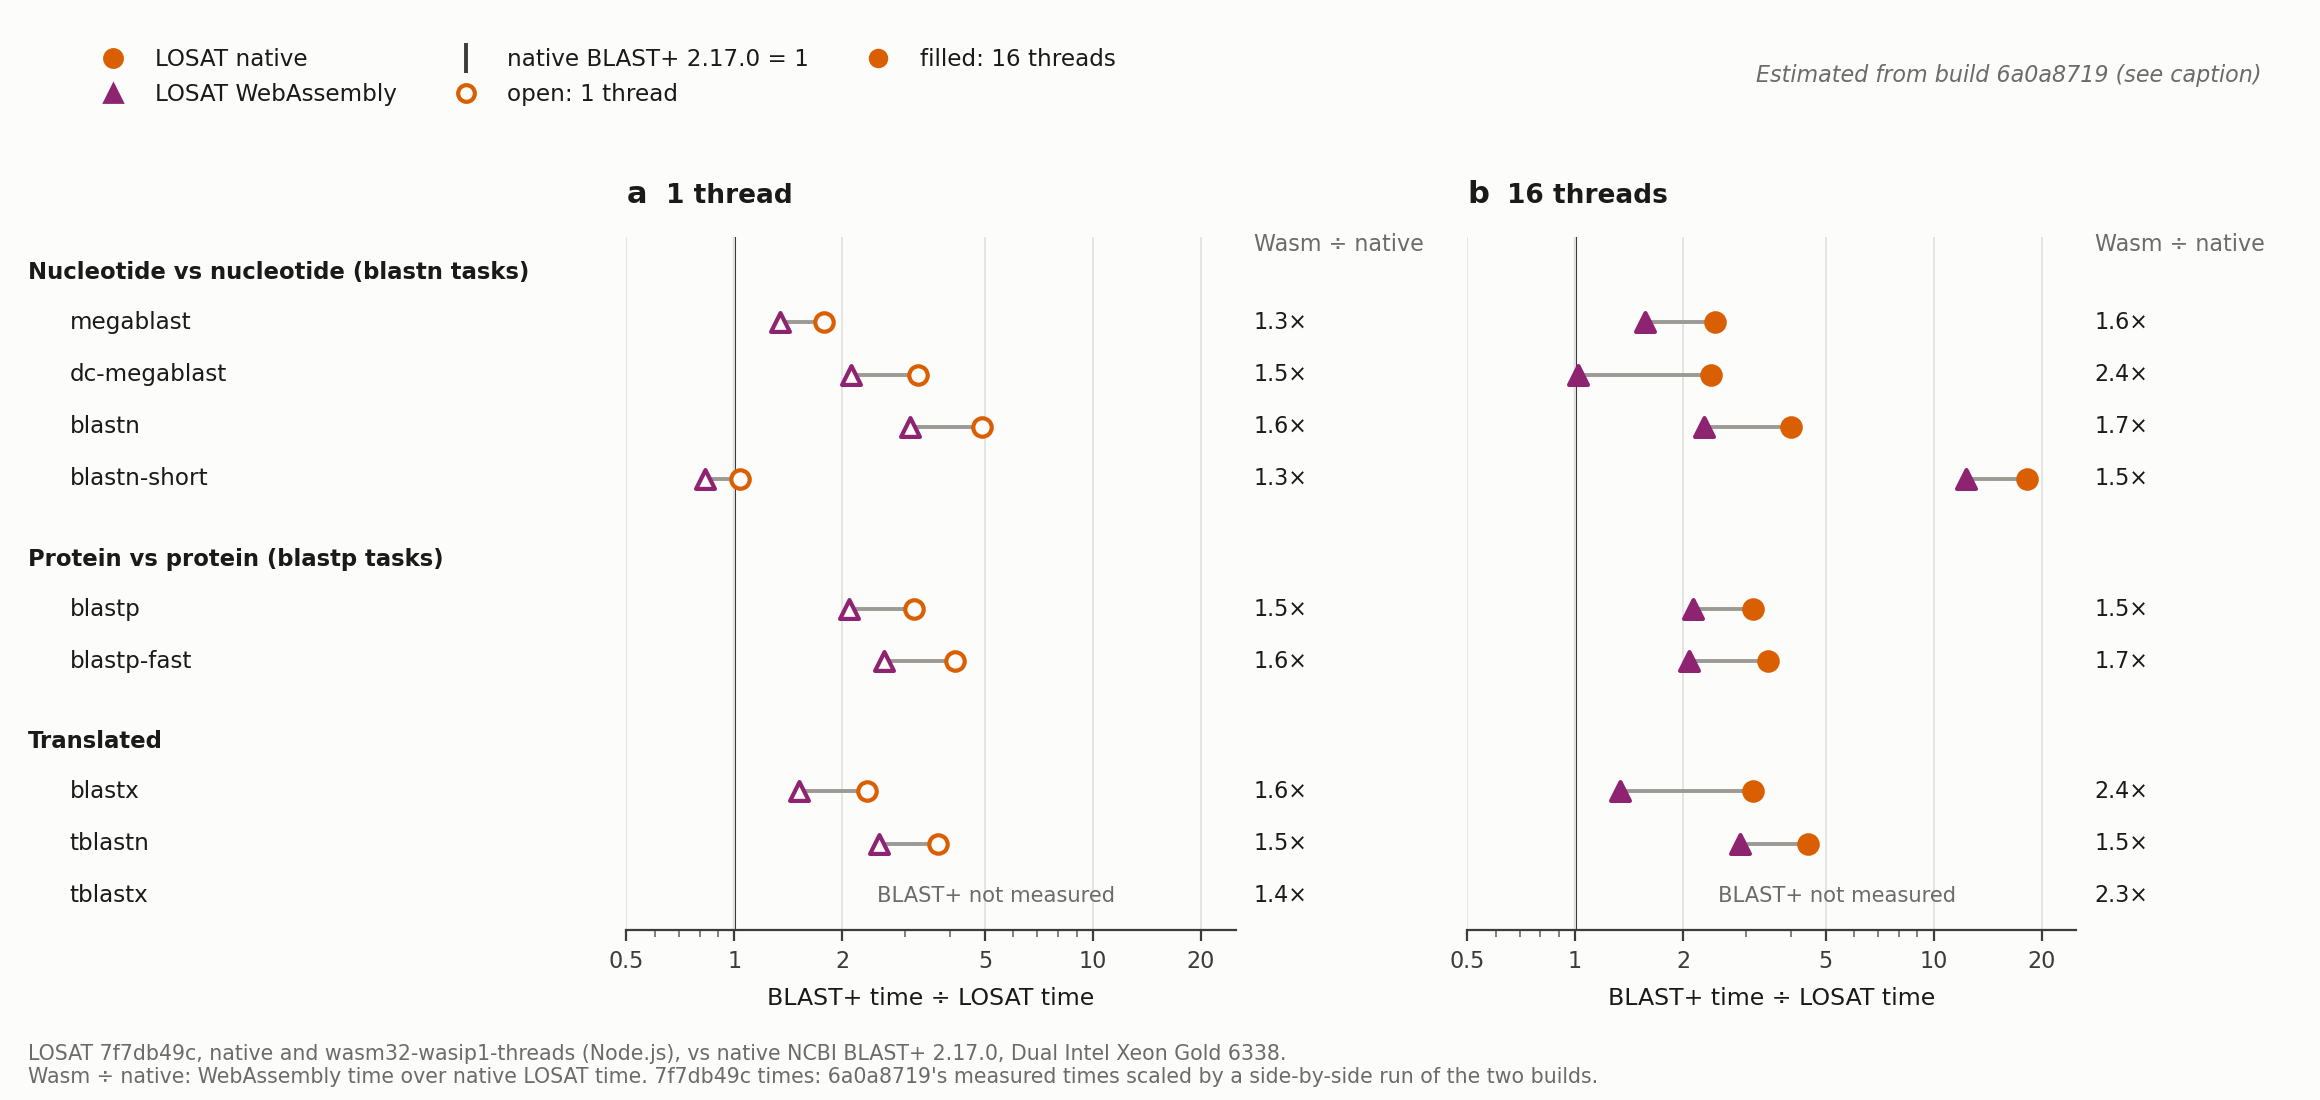 LOSAT native
native BLAST+ 2.17.0 = 1
filled: 16 threads
LOSAT WebAssembly
open: 1 thread
Estimated from build 6a0a8719 (see caption)
a 1 thread
b 16 threads
Wasm ÷ native
Wasm ÷ native
Nucleotide vs nucleotide (blastn tasks)
megablast
1.3×
1.6×
dc-megablast
1.5×
2.4×
blastn
1.6×
1.7×
blastn-short
1.3×
1.5×
Protein vs protein (blastp tasks)
blastp
1.5×
1.5×
blastp-fast
1.6×
1.7×
Translated
blastx
1.6×
2.4×
tblastn
1.5×
1.5×
tblastx
BLAST+ not measured
1.4×
BLAST+ not measured
2.3×
0.5 1 2 5 10 20
0.5 1 2 5 10 20
BLAST+ time ÷ LOSAT time
BLAST+ time ÷ LOSAT time
LOSAT 7f7db49c, native and wasm32-wasip1-threads (Node.js), vs native NCBI BLAST+ 2.17.0, Dual Intel Xeon Gold 6338.
Wasm ÷ native: WebAssembly time over native LOSAT time. 7f7db49c times: 6a0a8719's measured times scaled by a side-by-side run of the two builds.